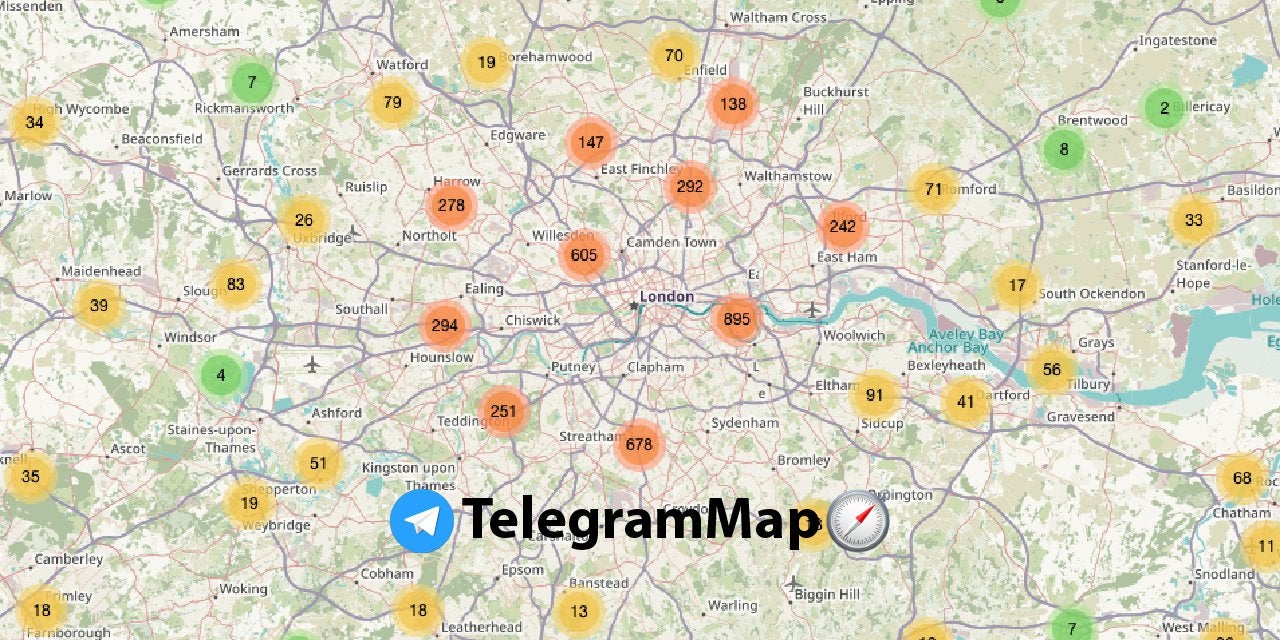 Missenden
Amersham
Waltham Cross
Epping
Ingatestone
Watford
19
Borehamwood
70
Enfield
7
Rickmansworth
79
138
Buckhurst
Hill
2
Billericay
34
High Wycombe
Beaconsfield
Edgware
147
Brentwood
8
Gerrards Cross
East Finchley
292
Walthamstow
Marlow
Ruislip
Harrow
278
71
Romford
Basildon
26
Uxbridge
Northolt
Willesden
605
Camden Town
242
East Ham
33
Maidenhead
Slough
83
Ealing
Ea
17
South Ockendon
Stanford-le-
Hope
39
Southall
London
895
Windsor
294
Chiswick
Woolwich
Aveley Bay
Anchor Bay
Grays
Hounslow
Putney
Clapham
L
e
Bexleyheath
4
56
Tilbury
Eltham
91
41
Dartford
Gravesend
Ashford
Teddington
251
Sydenham
Sidcup
Staines-upon-
Thames
Streatham
678
Ascot
51
Kingston upon
Thames
Bromley
35
68
19
Shepperton
Weybridge
Orpington
Chatham
TelegramMap
11
Camberley
Cobham
Epsom
Banstead
Snodland
Woking
Biggin Hill
18
Frimley
Farnborough
18
Leatherhead
13
Warling
7
West Malling